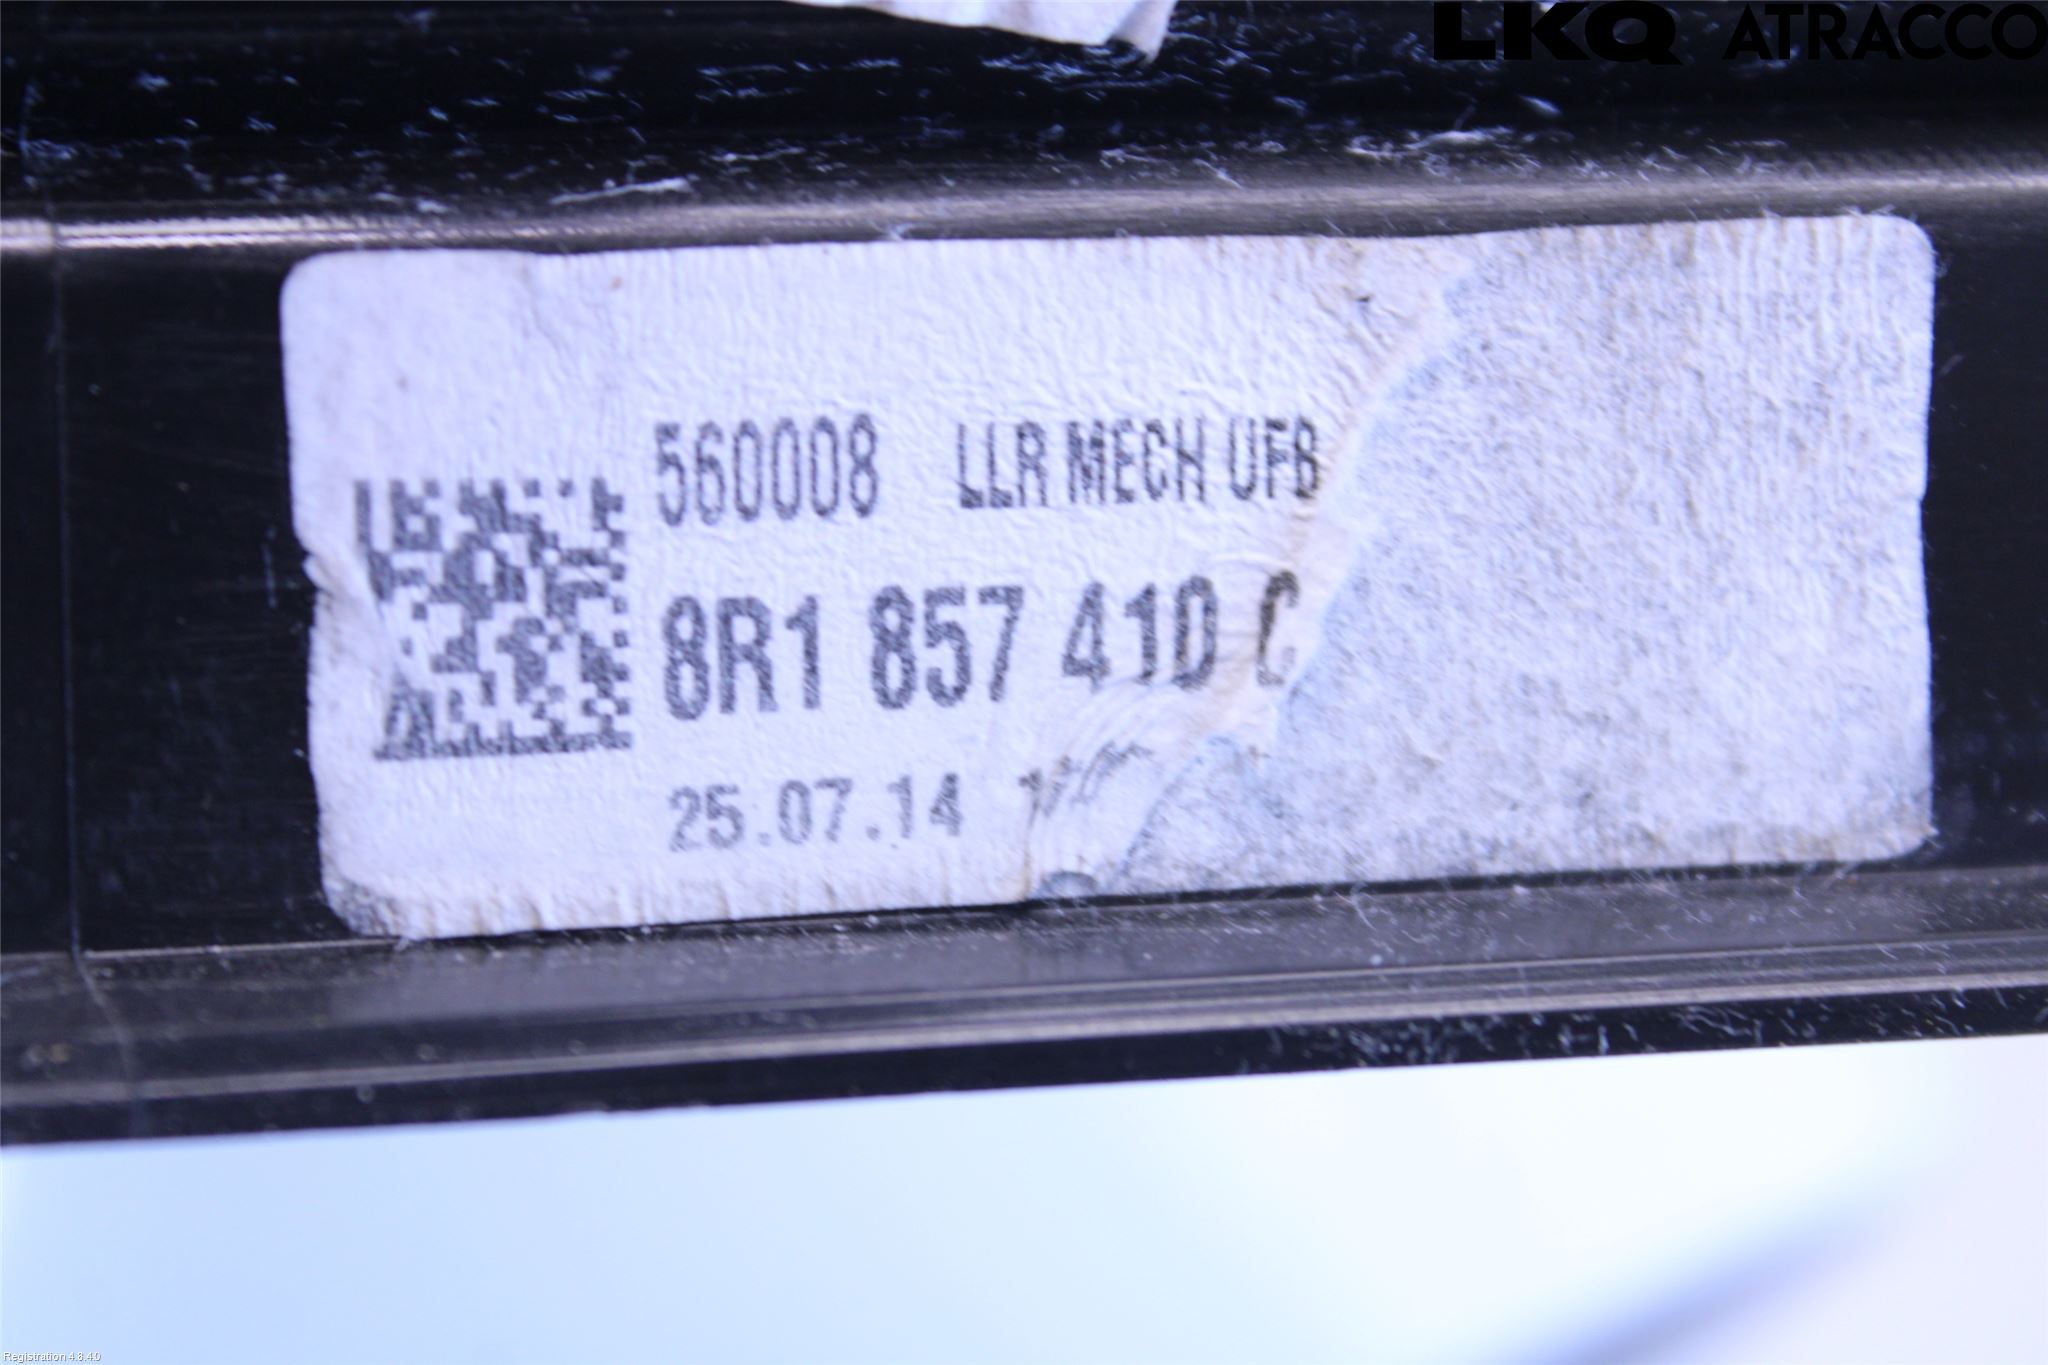 LKQ ATRACCO
560008 LLR MECH UFB
8R1 857 410 C
25.07.14
Registration 4.8.4.0